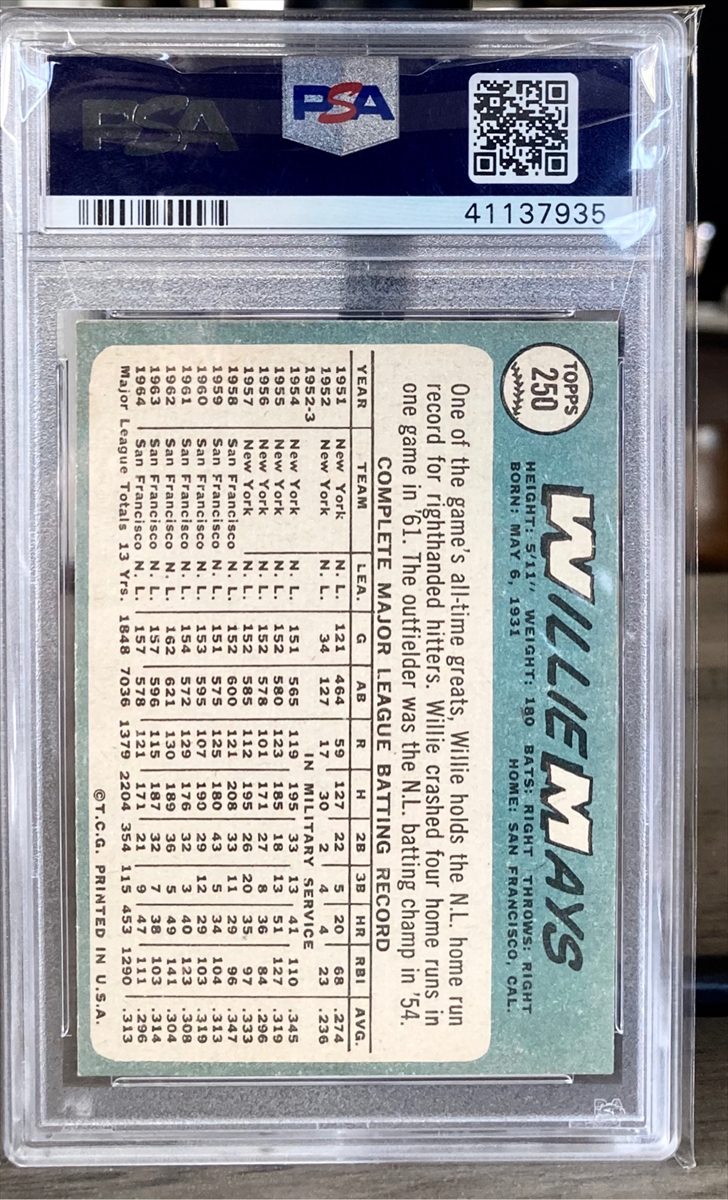 PSA
PSA
41137935
TOPPS
250
WILLIE MAYS
HEIGHT: 5'11" WEIGHT: 180 BATS: RIGHT THROWS: RIGHT
BORN: MAY 6, 1931 HOME: SAN FRANCISCO, CAL.
One of the game's all-time greats, Willie holds the N.L. home run
record for righthanded hitters. Willie crashed four home runs in
one game in '61. The outfielder was the N.L. batting champ in '54.
COMPLETE MAJOR LEAGUE BATTING RECORD
YEAR TEAM LEA. G AB R H 2B 3B HR RBI AVG.
1951 New York N. L. 121 464 59 127 22 5 20 68 .274
1952 New York N. L. 34 127 17 30 2 4 4 23 .236
1952-3 IN MILITARY SERVICE
1954 New York N. L. 151 565 119 195 33 13 41 110 .345
1955 New York N. L. 152 580 123 185 18 13 51 127 .319
1956 New York N. L. 152 578 101 171 27 8 36 84 .296
1957 New York N. L. 152 585 112 195 26 20 35 97 .333
1958 San Francisco N. L. 152 600 121 208 33 11 29 96 .347
1959 San Francisco N. L. 151 575 125 180 43 5 34 104 .313
1960 San Francisco N. L. 153 595 107 190 29 12 29 103 .319
1961 San Francisco N. L. 154 572 129 176 32 3 40 123 .308
1962 San Francisco N. L. 162 621 130 189 36 5 49 141 .304
1963 San Francisco N. L. 157 596 115 187 32 7 38 103 .314
1964 San Francisco N. L. 157 578 121 171 21 9 47 111 .296
Major League Totals 13 Yrs. 1848 7036 1379 2204 354 115 453 1290 .313
©T.C.G. PRINTED IN U.S.A.